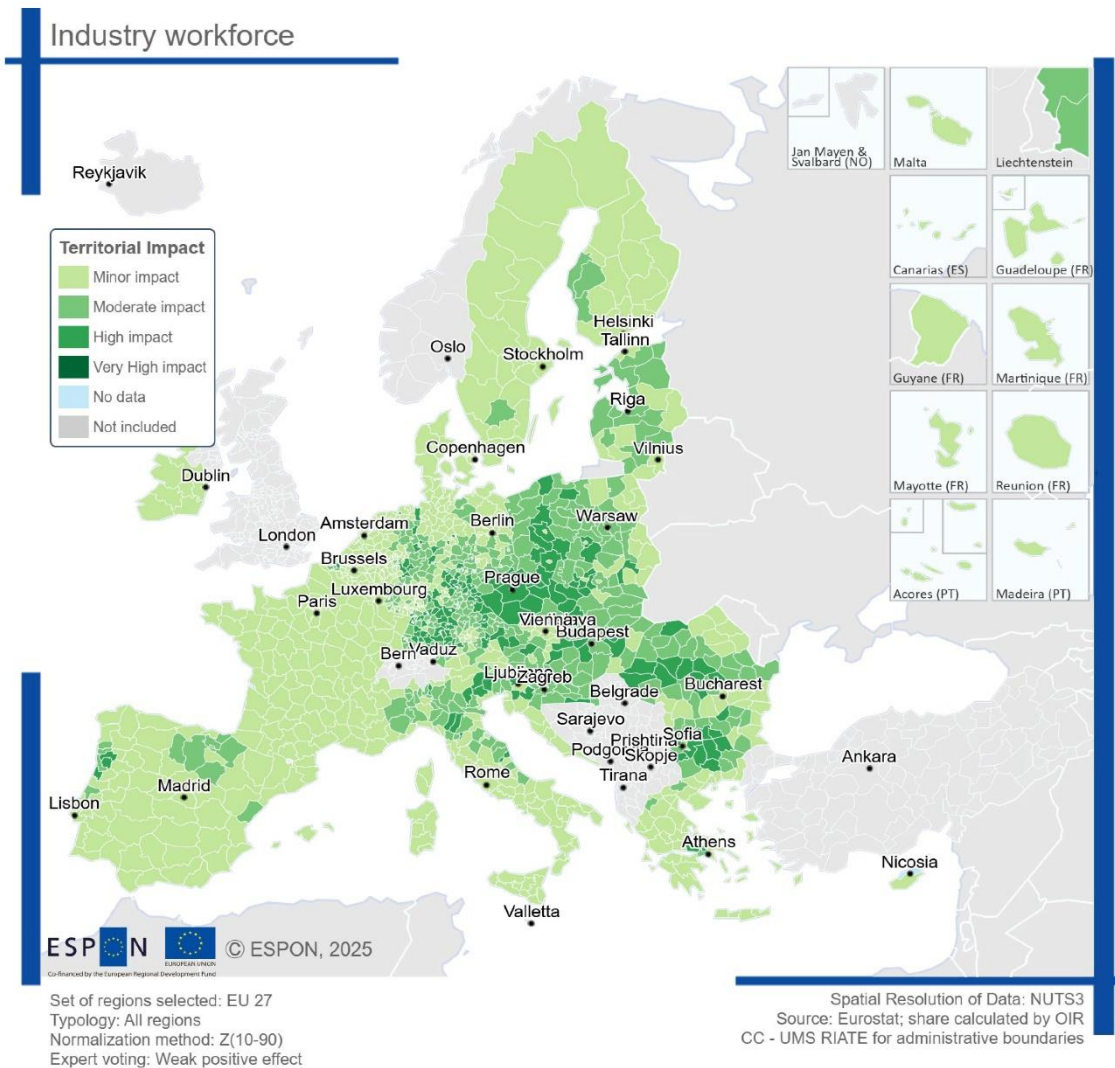 Industry workforce
Reykjavik
Territorial Impact
Minor impact
Moderate impact
High impact
Very High impact
No data
Not included
Jan Mayen &
Svalbard (NO)
Malta
Liechtenstein
Canarias (ES)
Guadeloupe (FR)
Guyane (FR)
Martinique (FR)
Mayotte (FR)
Reunion (FR)
Acores (PT)
Madeira (PT)
Helsinki
Tallinn
Oslo
Stockholm
Riga
Copenhagen
Vilnius
Dublin
Amsterdam
Berlin
Warsaw
London
Brussels
Prague
Luxembourg
Paris
Budapest
Bern
Vaduz
Zagreb
Belgrade
Bucharest
Sarajevo
Sofia
Prishtina
Skopje
Tirana
Ankara
Madrid
Rome
Lisbon
Athens
Nicosia
Valletta
ESPON
EUROPEAN UNION
© ESPON, 2025
Co-financed by the European Regional Development Fund
Set of regions selected: EU 27
Typology: All regions
Normalization method: Z(10-90)
Expert voting: Weak positive effect
Spatial Resolution of Data: NUTS3
Source: Eurostat; share calculated by OIR
CC - UMS RIATE for administrative boundaries